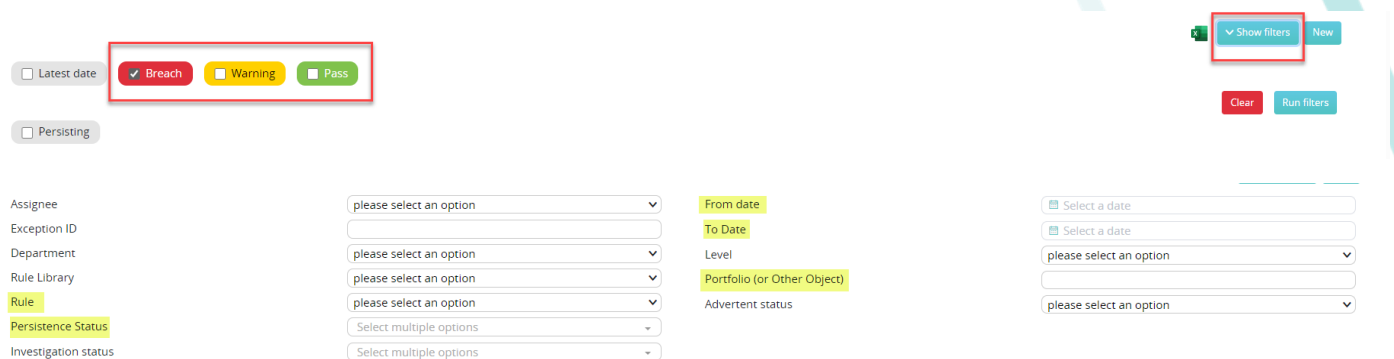 Show filters
New
Latest date
Breach
Warning
Pass
Clear
Run filters
Persisting
Assignee
please select an option
Exception ID
Department
please select an option
Rule Library
please select an option
Rule
please select an option
Persistence Status
Select multiple options
Investigation status
Select multiple options
From date
Select a date
To Date
Select a date
Level
please select an option
Portfolio (or Other Object)
Advertent status
please select an option